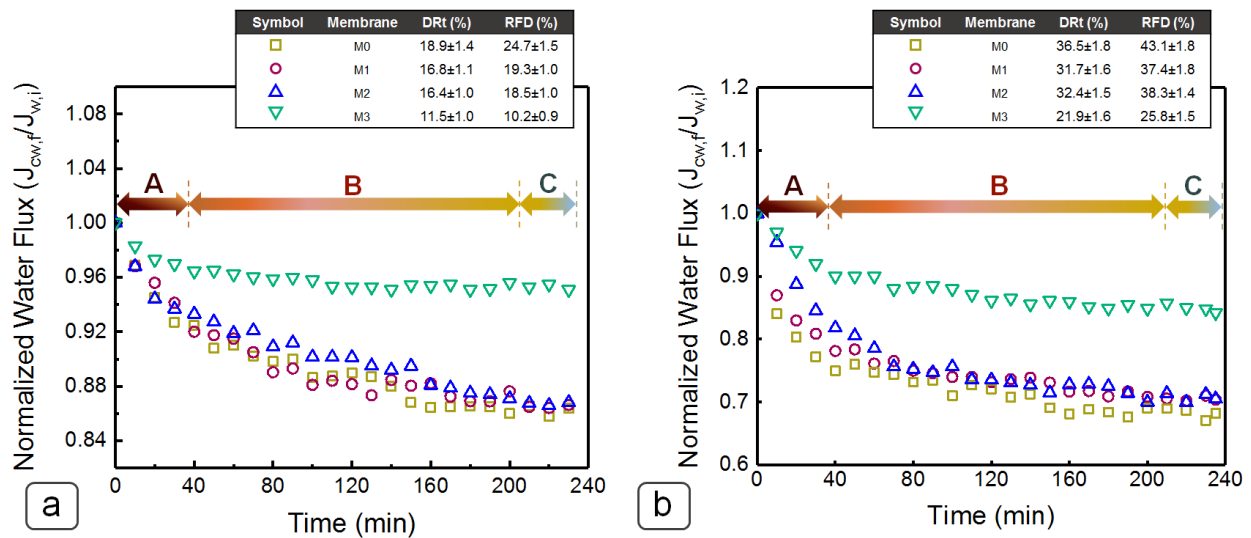 Symbol Membrane DRt (%) RFD (%)
M0 18.9±1.4 24.7±1.5
M1 16.8±1.1 19.3±1.0
M2 16.4±1.0 18.5±1.0
M3 11.5±1.0 10.2±0.9
A B C
Normalized Water Flux (Jcw,f/Jw,i)
1.08
1.04
1.00
0.96
0.92
0.88
0.84
0 40 80 120 160 200 240
Time (min)
a
Symbol Membrane DRt (%) RFD (%)
M0 36.5±1.8 43.1±1.8
M1 31.7±1.6 37.4±1.8
M2 32.4±1.5 38.3±1.4
M3 21.9±1.6 25.8±1.5
A B C
Normalized Water Flux (Jcw,f/Jw,i)
1.2
1.1
1.0
0.9
0.8
0.7
0.6
0 40 80 120 160 200 240
Time (min)
b